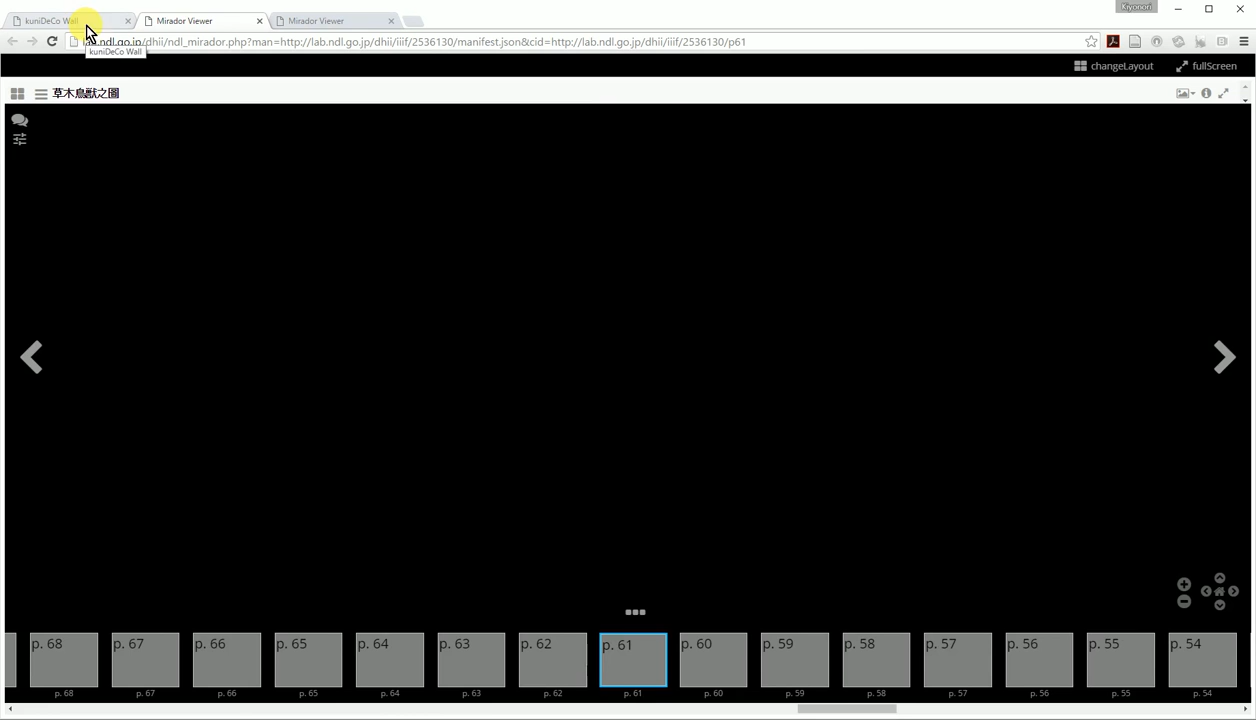 Kiyonori
kuniDeCo Wall
Mirador Viewer
Mirador Viewer
.ndl.go.jp/dhii/ndl_mirador.php?man=http://lab.ndl.go.jp/dhii/iiif/2536130/manifest.json&cid=http://lab.ndl.go.jp/dhii/iiif/2536130/p61
kuniDeCo Wall
changeLayout
fullScreen
草木鳥獸之圖
p. 68
p. 67
p. 66
p. 65
p. 64
p. 63
p. 62
p. 61
p. 60
p. 59
p. 58
p. 57
p. 56
p. 55
p. 54
p. 68
p. 67
p. 66
p. 65
p. 64
p. 63
p. 62
p. 61
p. 60
p. 59
p. 58
p. 57
p. 56
p. 55
p. 54